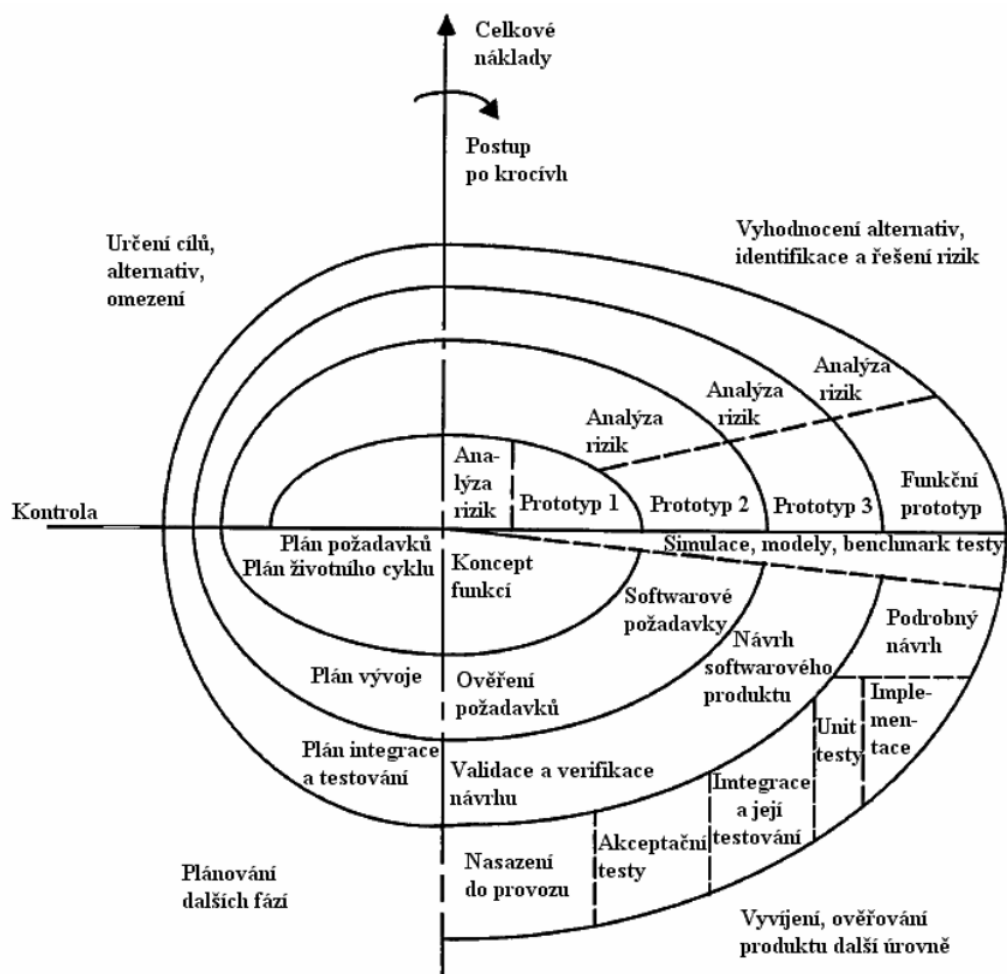 Celkové
náklady
Postup
po krocívh
Určení cílů,
alternativ,
omezení
Vyhodnocení alternativ,
identifikace a řešení rizik
Analýza
rizik
Analýza
rizik
Analýza
rizik
Ana-
lýza
rizik
Prototyp 1
Prototyp 2
Prototyp 3
Funkční
prototyp
Kontrola
Plán požadavků
Plán životního cyklu
Koncept
funkcí
Simulace, modely, benchmark testy
Softwarové
požadavky
Návrh
softwarového
produktu
Podrobný
návrh
Plán vývoje
Ověření
požadavků
Unit
testy
Imple-
men-
tace
Plán integrace
a testování
Validace a verifikace
návrhu
Imtegrace
a její
testování
Akceptační
testy
Nasazení
do provozu
Plánování
dalších fází
Vyvíjení, ověřování
produktu další úrovně